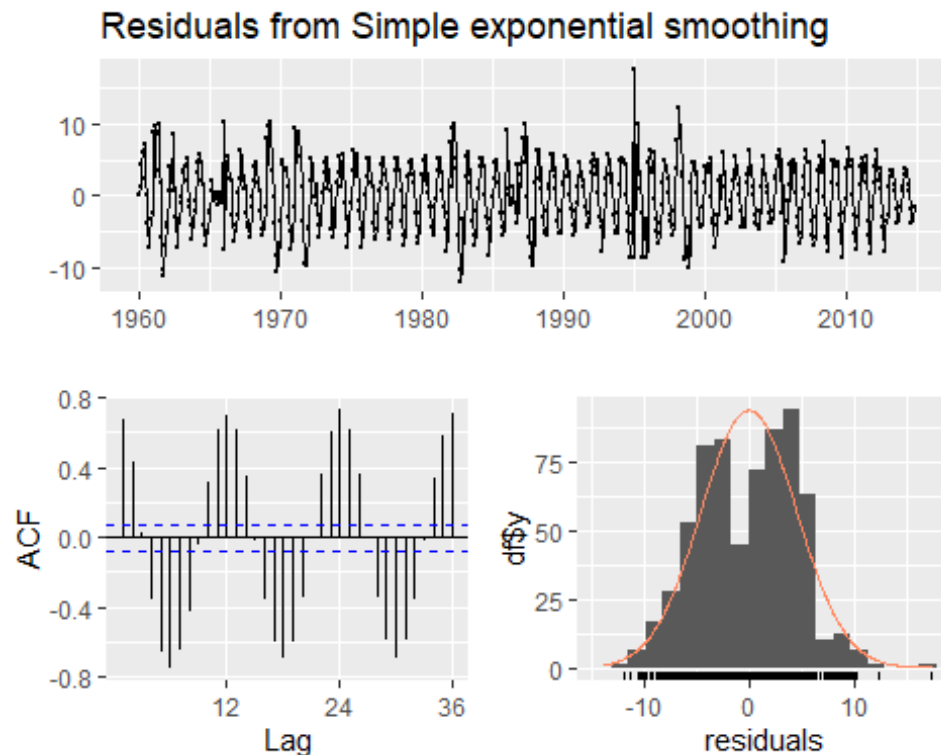 Residuals from Simple exponential smoothing
10
0
-10
1960 1970 1980 1990 2000 2010
0.8
0.4
0.0
-0.4
-0.8
ACF
12 24 36
Lag
75
50
25
0
df$y
-10 0 10
residuals